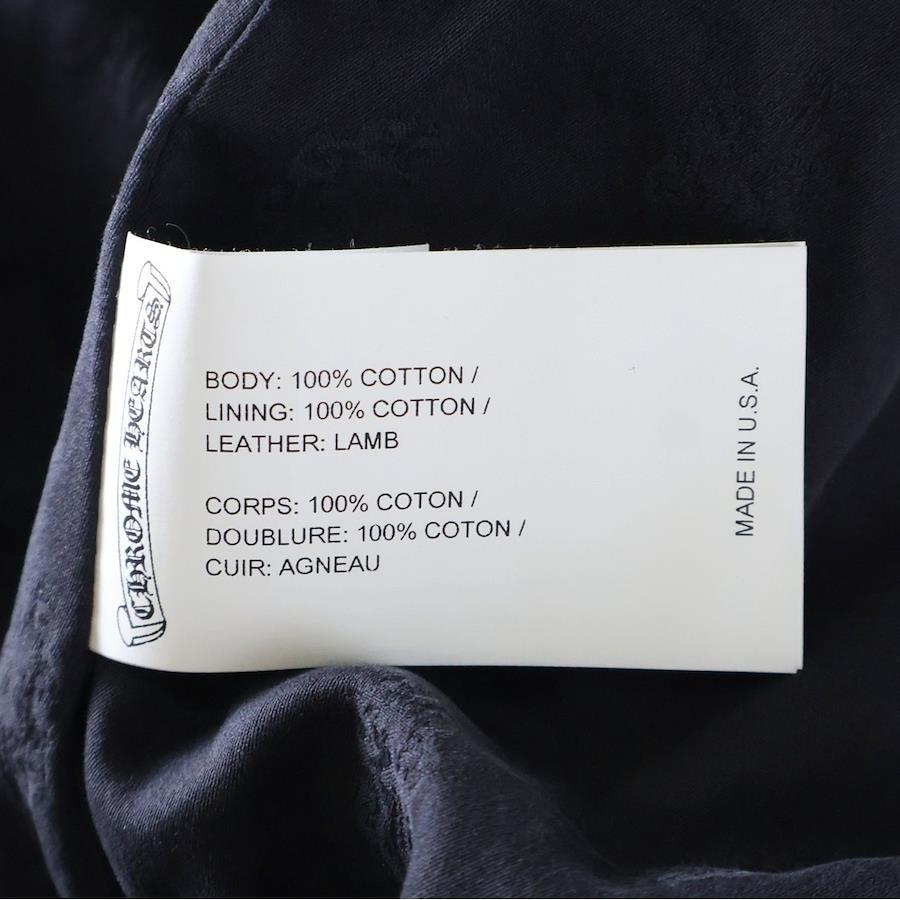 CHROME HEARTS
BODY: 100% COTTON /
LINING: 100% COTTON /
LEATHER: LAMB
CORPS: 100% COTON /
DOUBLURE: 100% COTON /
CUIR: AGNEAU
MADE IN U.S.A.